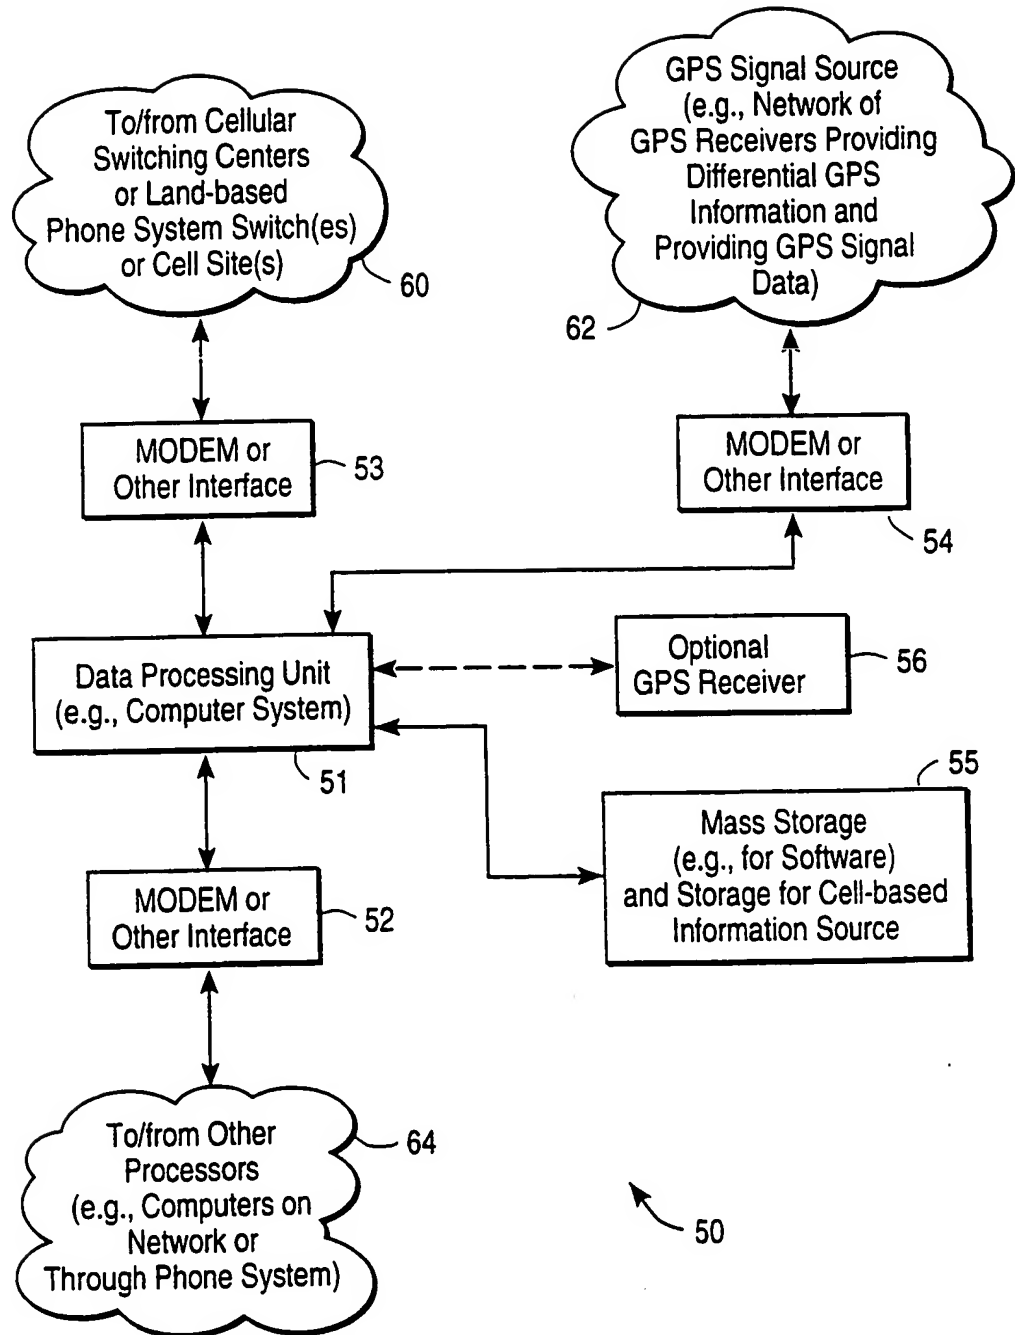 To/from Cellular
Switching Centers
or Land-based
Phone System Switch(es)
or Cell Site(s)
60
GPS Signal Source
(e.g., Network of
GPS Receivers Providing
Differential GPS
Information and
Providing GPS Signal
Data)
62
MODEM or
Other Interface
53
MODEM or
Other Interface
54
Data Processing Unit
(e.g., Computer System)
51
Optional
GPS Receiver
56
55
Mass Storage
(e.g., for Software)
and Storage for Cell-based
Information Source
MODEM or
Other Interface
52
To/from Other
Processors
(e.g., Computers on
Network or
Through Phone System)
64
50